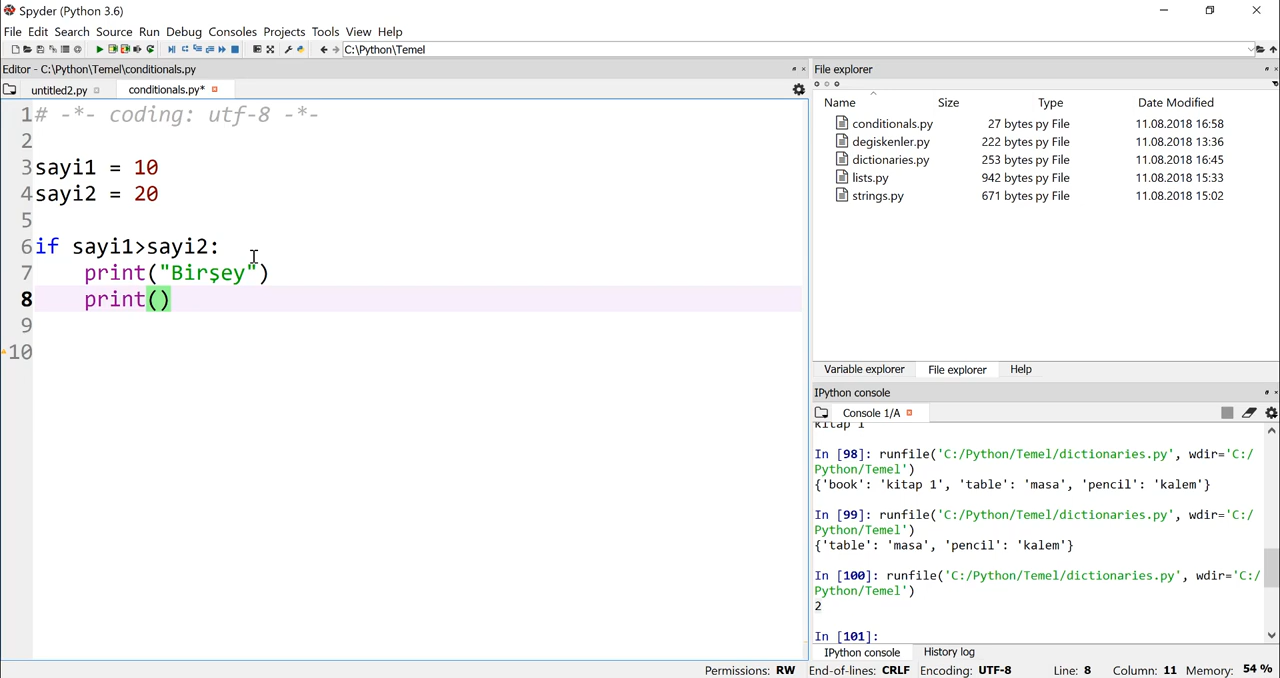 Spyder (Python 3.6)
File Edit Search Source Run Debug Consoles Projects Tools View Help
C:\Python\Temel
Editor - C:\Python\Temel\conditionals.py
untitled2.py
conditionals.py*
1# -*- coding: utf-8 -*-
2
3sayi1 = 10
4sayi2 = 20
5
6if sayi1>sayi2:
7    print("Birşey")
8    print()
9
10
File explorer
Name Size Type Date Modified
conditionals.py 27 bytes py File 11.08.2018 16:58
degiskenler.py 222 bytes py File 11.08.2018 13:36
dictionaries.py 253 bytes py File 11.08.2018 16:45
lists.py 942 bytes py File 11.08.2018 15:33
strings.py 671 bytes py File 11.08.2018 15:02
Variable explorer File explorer Help
IPython console
Console 1/A
kitap 1
In [98]: runfile('C:/Python/Temel/dictionaries.py', wdir='C:/
Python/Temel')
{'book': 'kitap 1', 'table': 'masa', 'pencil': 'kalem'}
In [99]: runfile('C:/Python/Temel/dictionaries.py', wdir='C:/
Python/Temel')
{'table': 'masa', 'pencil': 'kalem'}
In [100]: runfile('C:/Python/Temel/dictionaries.py', wdir='C:/
Python/Temel')
2
In [101]:
IPython console History log
Permissions: RW End-of-lines: CRLF Encoding: UTF-8 Line: 8 Column: 11 Memory: 54 %